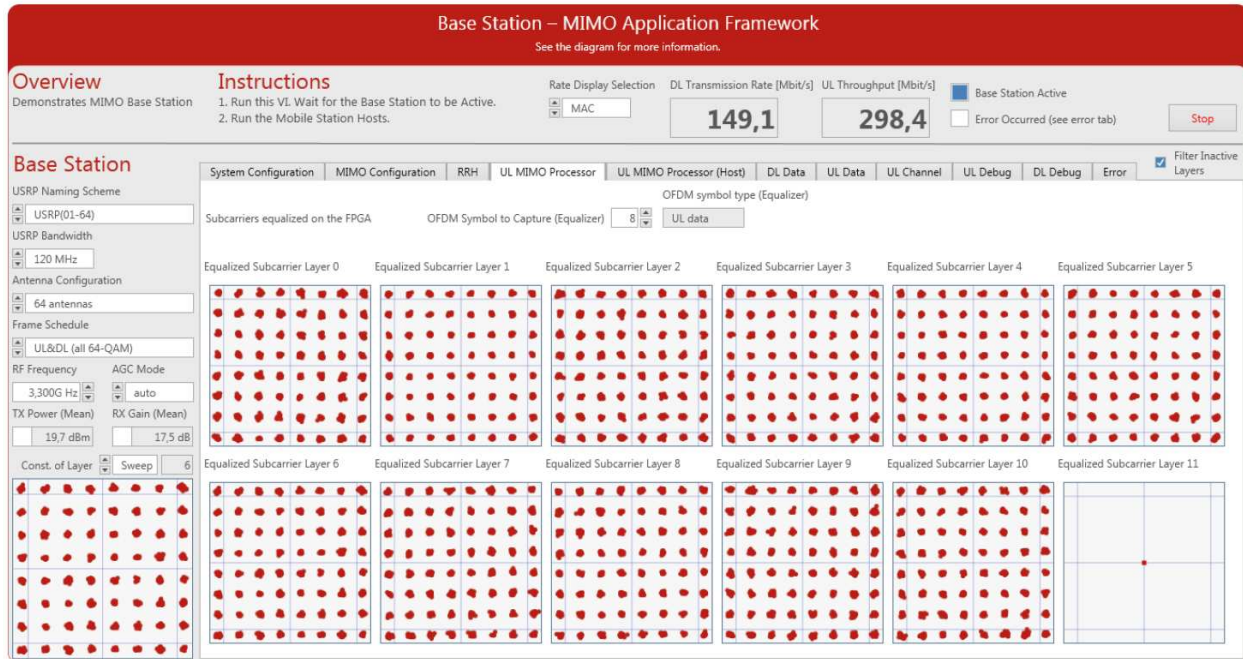 Base Station – MIMO Application Framework
See the diagram for more information.
Overview
Demonstrates MIMO Base Station
Instructions
1. Run this VI. Wait for the Base Station to be Active.
2. Run the Mobile Station Hosts.
Rate Display Selection
MAC
DL Transmission Rate [Mbit/s]
149,1
UL Throughput [Mbit/s]
298,4
Base Station Active
Error Occurred (see error tab)
Stop
Base Station
USRP Naming Scheme
USRP(01-64)
USRP Bandwidth
120 MHz
Antenna Configuration
64 antennas
Frame Schedule
UL&DL (all 64-QAM)
RF Frequency
3,300G Hz
AGC Mode
auto
TX Power (Mean)
19,7 dBm
RX Gain (Mean)
17,5 dB
Const. of Layer
Sweep
6
System Configuration
MIMO Configuration
RRH
UL MIMO Processor
UL MIMO Processor (Host)
DL Data
UL Data
UL Channel
UL Debug
DL Debug
Error
Filter Inactive
Layers
Subcarriers equalized on the FPGA
OFDM Symbol to Capture (Equalizer)
8
OFDM symbol type (Equalizer)
UL data
Equalized Subcarrier Layer 0
Equalized Subcarrier Layer 1
Equalized Subcarrier Layer 2
Equalized Subcarrier Layer 3
Equalized Subcarrier Layer 4
Equalized Subcarrier Layer 5
Equalized Subcarrier Layer 6
Equalized Subcarrier Layer 7
Equalized Subcarrier Layer 8
Equalized Subcarrier Layer 9
Equalized Subcarrier Layer 10
Equalized Subcarrier Layer 11